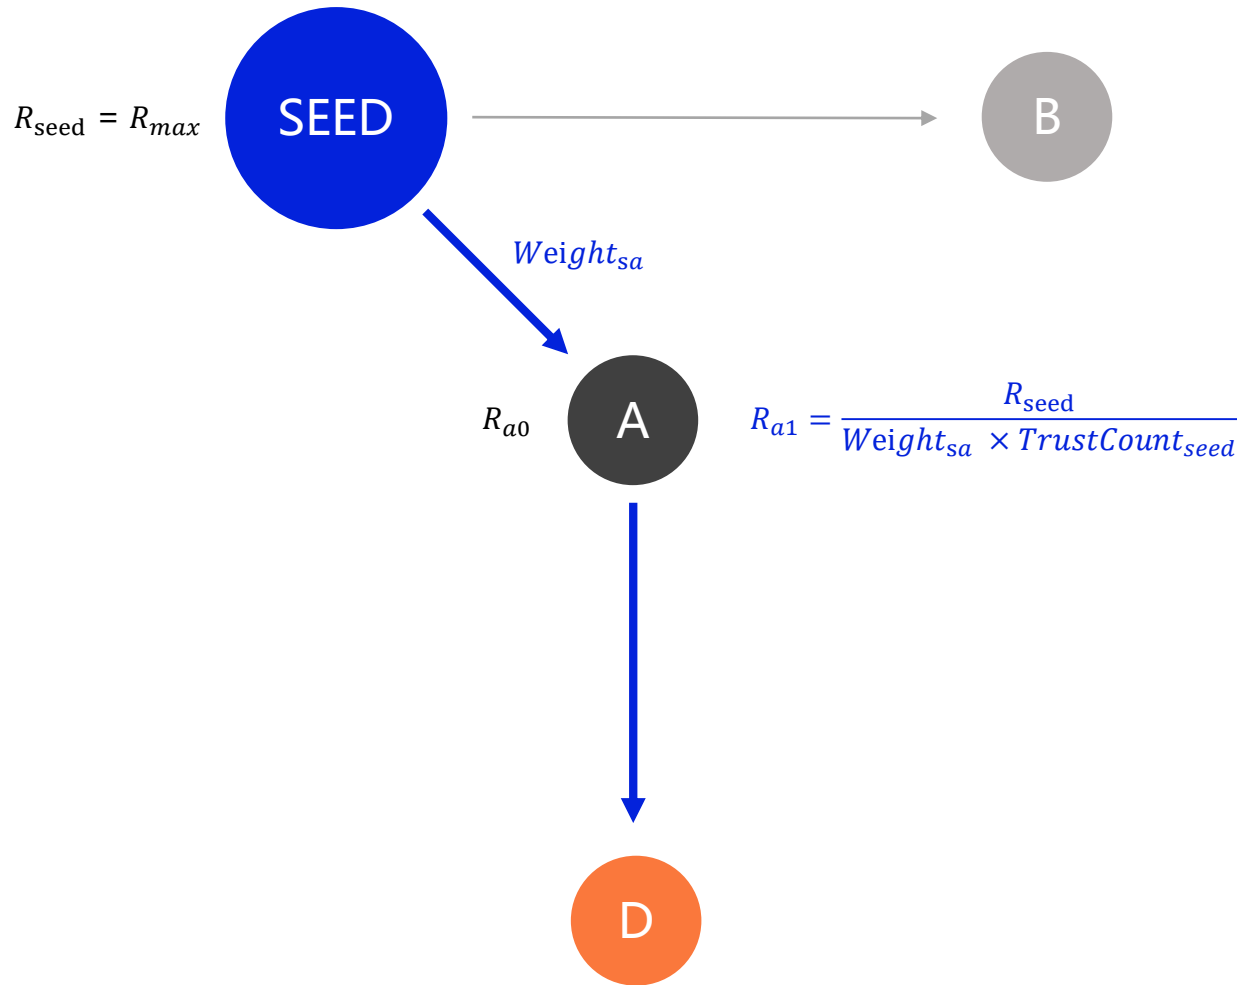 R_seed = R_max
SEED
B
Weight_sa
R_a0
A
R_a1 = R_seed / (Weight_sa × TrustCount_seed)
D